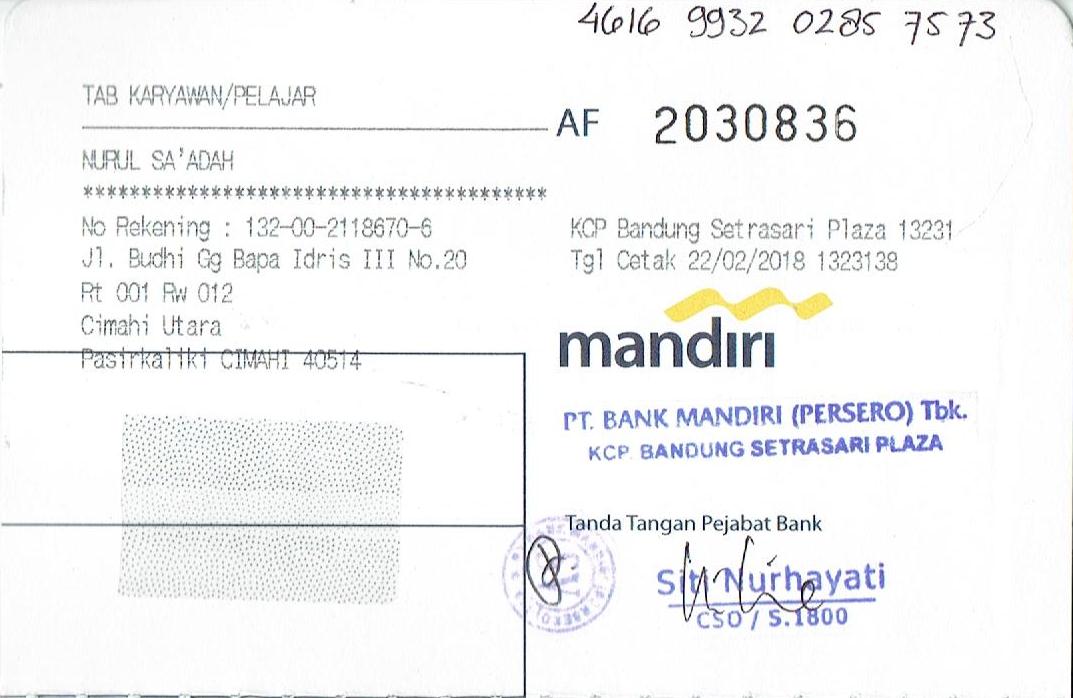 4616 9932 0285 7573
TAB KARYAWAN/PELAJAR
AF 2030836
NURUL SA'ADAH
****************************************
No Rekening : 132-00-2118670-6
Jl. Budhi Gg Bapa Idris III No.20
Rt 001 Rw 012
Cimahi Utara
Pasirkaliki CIMAHI 40514
KCP Bandung Setrasari Plaza 13231
Tgl Cetak 22/02/2018 1323138
mandiri
PT. BANK MANDIRI (PERSERO) Tbk.
KCP. BANDUNG SETRASARI PLAZA
Tanda Tangan Pejabat Bank
Siti Nurhayati
CSO / S.1800